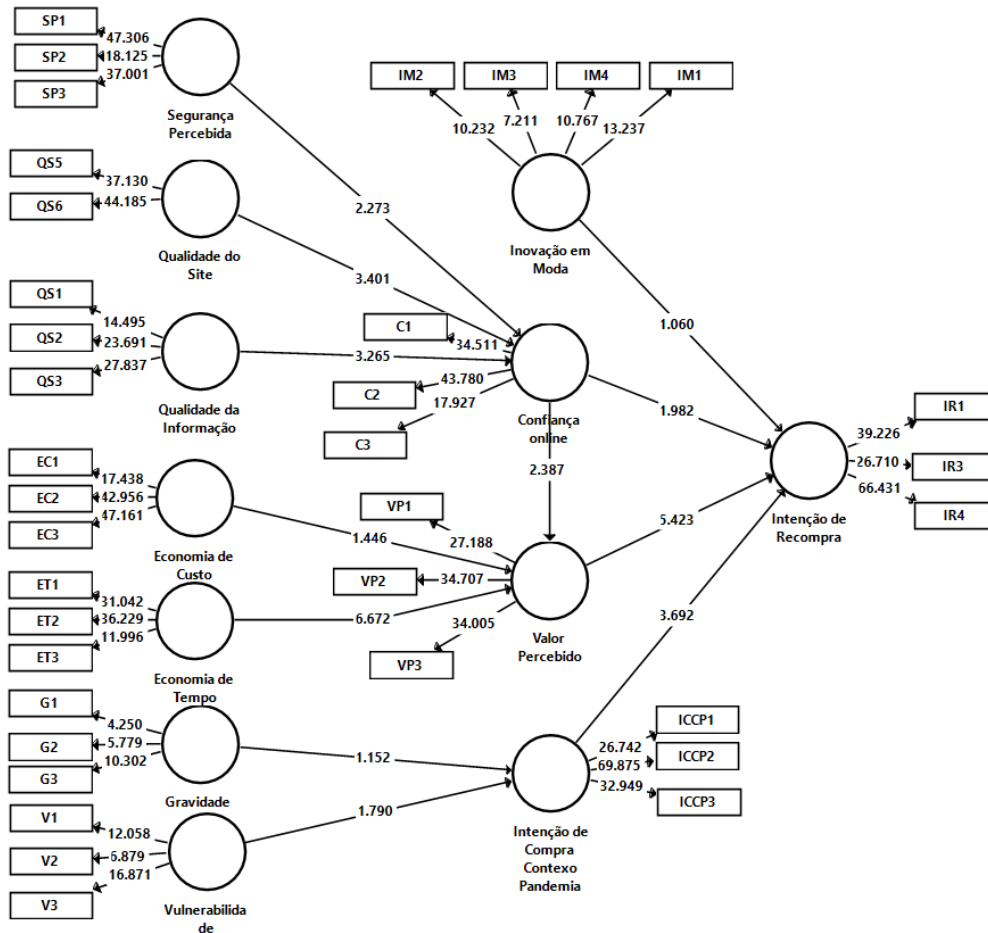 SP1
47.306
SP2
18.125
SP3
37.001
Segurança
Percebida
QS5
37.130
QS6
44.185
Qualidade do
Site
QS1
14.495
QS2
23.691
QS3
27.837
Qualidade da
Informação
EC1
17.438
EC2
42.956
EC3
47.161
Economia de
Custo
ET1
31.042
ET2
36.229
ET3
11.996
Economia de
Tempo
G1
4.250
G2
5.779
G3
10.302
Gravidade
V1
12.058
V2
6.879
V3
16.871
Vulnerabilida
de
2.273
3.401
3.265
1.446
6.672
1.152
1.790
IM2
IM3
IM4
IM1
10.232
7.211
10.767
13.237
Inovação em
Moda
1.060
C1
34.511
C2
43.780
C3
17.927
Confiança
online
1.982
2.387
VP1
27.188
VP2
34.707
VP3
34.005
Valor
Percebido
5.423
3.692
ICCP1
26.742
ICCP2
69.875
ICCP3
32.949
Intenção de
Compra
Contexo
Pandemia
IR1
39.226
IR3
26.710
IR4
66.431
Intenção de
Recompra